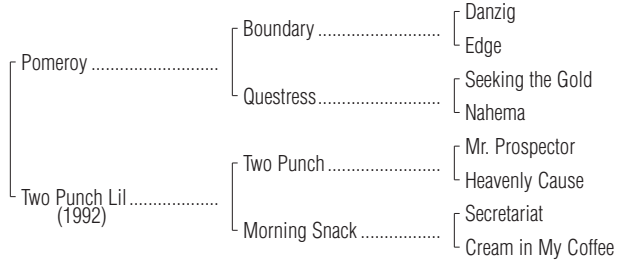 Danzig
Boundary ........................
Edge
Pomeroy ...........................
Seeking the Gold
Questress..........................
Nahema
Mr. Prospector
Two Punch........................
Heavenly Cause
Two Punch Lil...................
(1992)
Secretariat
Morning Snack .................
Cream in My Coffee